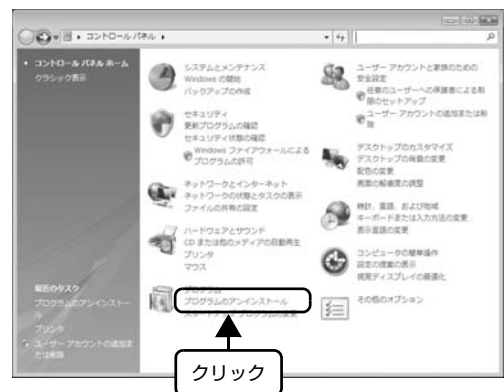 コントロール パネル
コントロール パネル ホーム
クラシック表示
システムとメンテナンス
Windows の開始
バックアップの作成
セキュリティ
更新プログラムの確認
セキュリティ状態の確認
Windows ファイアウォールによる
プログラムの許可
ネットワークとインターネット
ネットワークの状態とタスクの表示
ファイルの共有の設定
ハードウェアとサウンド
CD または他のメディアの自動再生
プリンタ
マウス
プログラム
プログラムのアンインストール
スタートアップ プログラムの変更
ユーザー アカウントと家族のための
安全設定
任意のユーザーへの保護者による制
限のセットアップ
ユーザー アカウントの追加または削
除
デスクトップのカスタマイズ
デスクトップの背景の変更
配色の変更
画面の解像度の調整
時計、言語、および地域
キーボードまたは入力方法の変更
表示言語の変更
コンピュータの簡単操作
設定の提案の表示
視覚ディスプレイの最適化
その他のオプション
最近のタスク
プログラムのアンインストー
ル
プリンタ
ユーザー アカウントの追加ま
たは削除
クリック